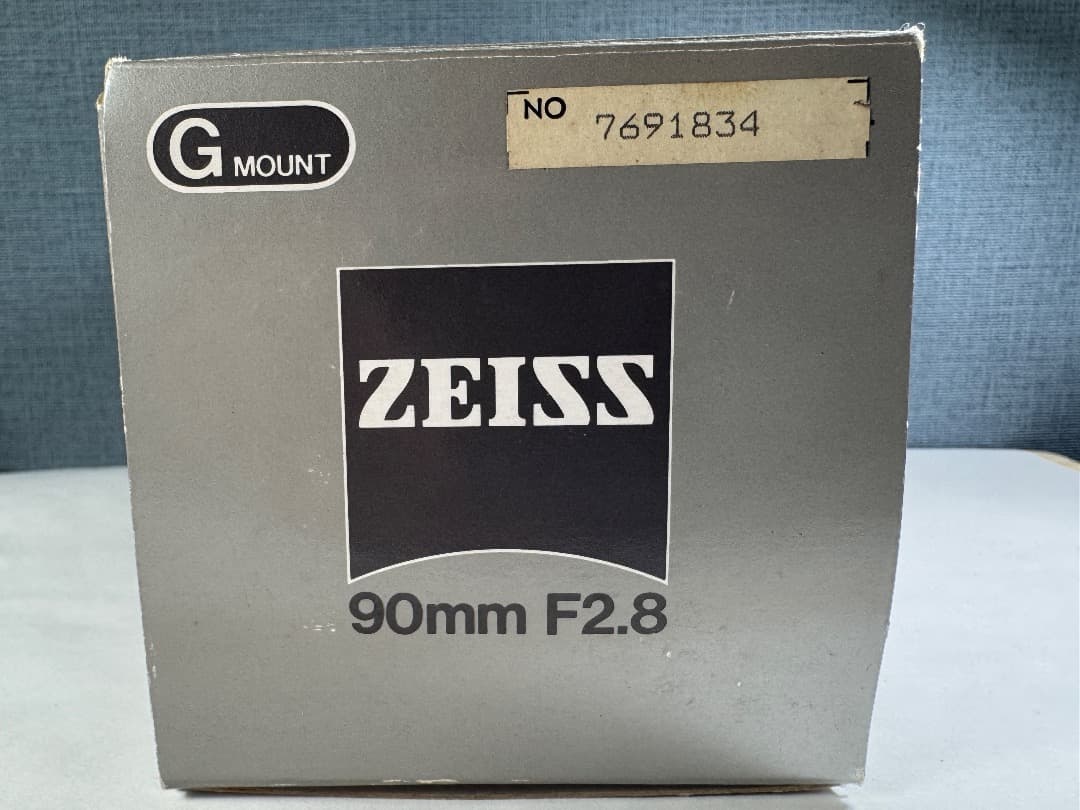 G MOUNT
NO 7691834
ZEISS
90mm F2.8